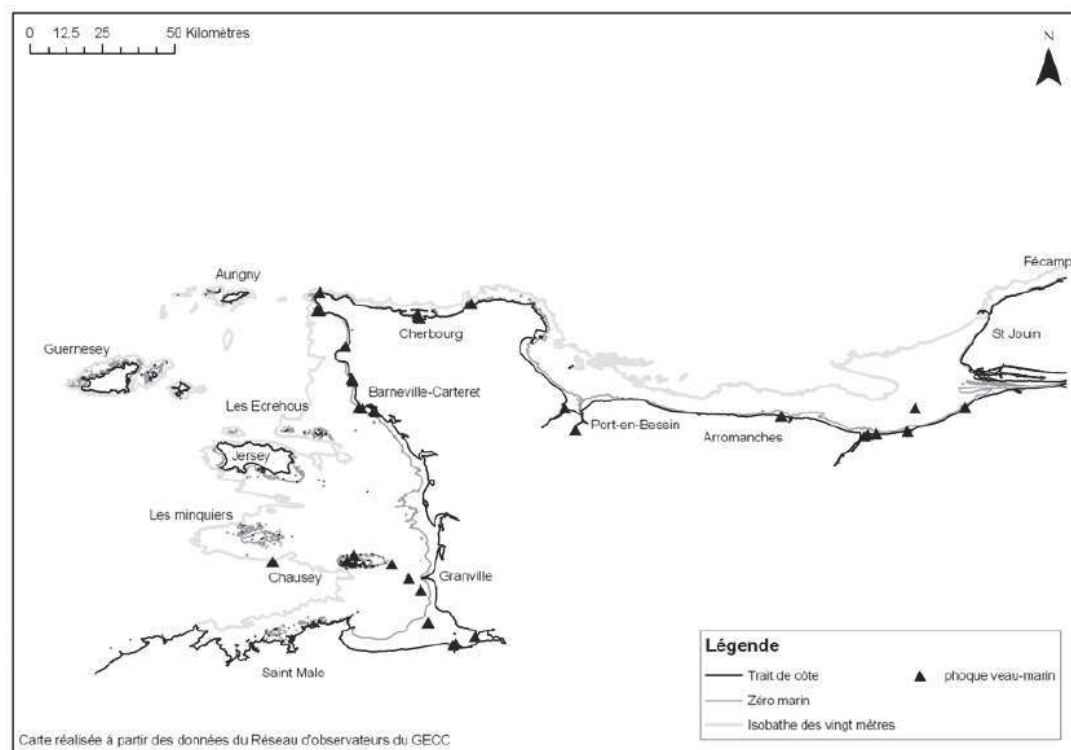 0 12,5 25 50 Kilomètres
N
Aurigny
Fécamp
Cherbourg
St Jouin
Guernesey
Barneville-Carteret
Les Ecrehous
Port-en-Bessin
Arromanches
Jersey
Les minquiers
Chausey
Granville
Saint Malo
Légende
Trait de côte
phoque veau-marin
Zéro marin
Isobathe des vingt mètres
Carte réalisée à partir des données du Réseau d'observateurs du GECC